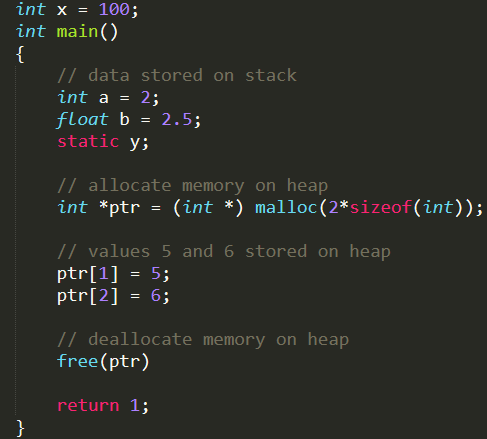 int x = 100;
int main()
{
    // data stored on stack
    int a = 2;
    float b = 2.5;
    static y;

    // allocate memory on heap
    int *ptr = (int *) malloc(2*sizeof(int));

    // values 5 and 6 stored on heap
    ptr[1] = 5;
    ptr[2] = 6;

    // deallocate memory on heap
    free(ptr)

    return 1;
}